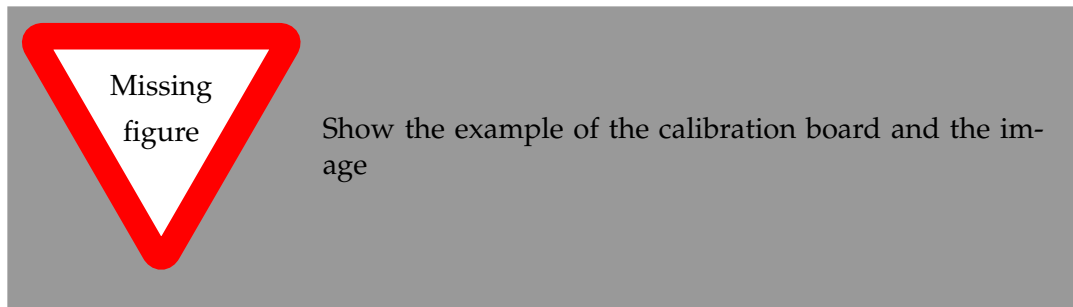 Missing
figure
Show the example of the calibration board and the im-
age